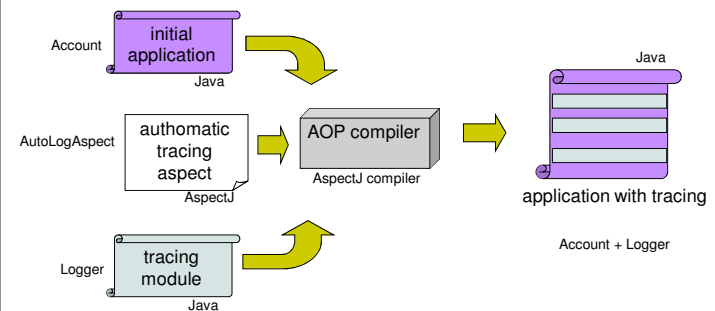 Account
initial
application
Java
AutoLogAspect
authomatic
tracing
aspect
AspectJ
Logger
tracing
module
Java
AOP compiler
AspectJ compiler
Java
application with tracing
Account + Logger